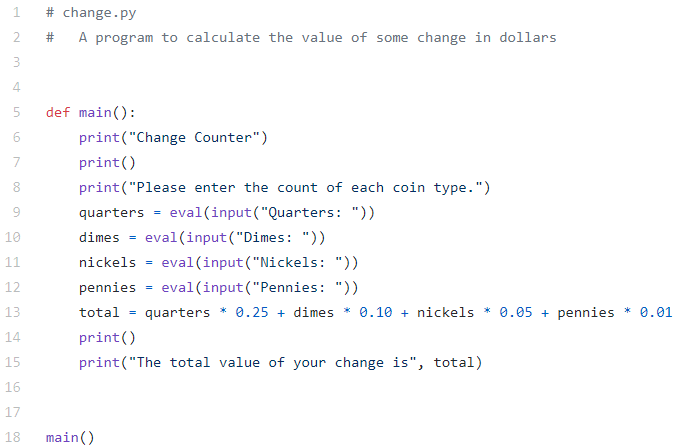 1 # change.py
2 #   A program to calculate the value of some change in dollars
3
4
5 def main():
6     print("Change Counter")
7     print()
8     print("Please enter the count of each coin type.")
9     quarters = eval(input("Quarters: "))
10     dimes = eval(input("Dimes: "))
11     nickels = eval(input("Nickels: "))
12     pennies = eval(input("Pennies: "))
13     total = quarters * 0.25 + dimes * 0.10 + nickels * 0.05 + pennies * 0.01
14     print()
15     print("The total value of your change is", total)
16
17
18 main()